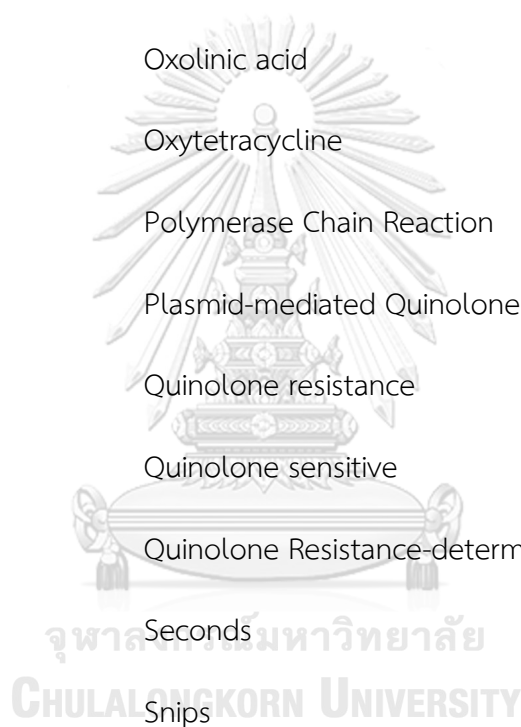 Oxolinic acid
Oxytetracycline
Polymerase Chain Reaction
Plasmid-mediated Quinolone
Quinolone resistance
Quinolone sensitive
Quinolone Resistance-determ
Seconds
จุฬาลงกรณ์มหาวิทยาลัย
CHULALONGKORN UNIVERSITY
Snips